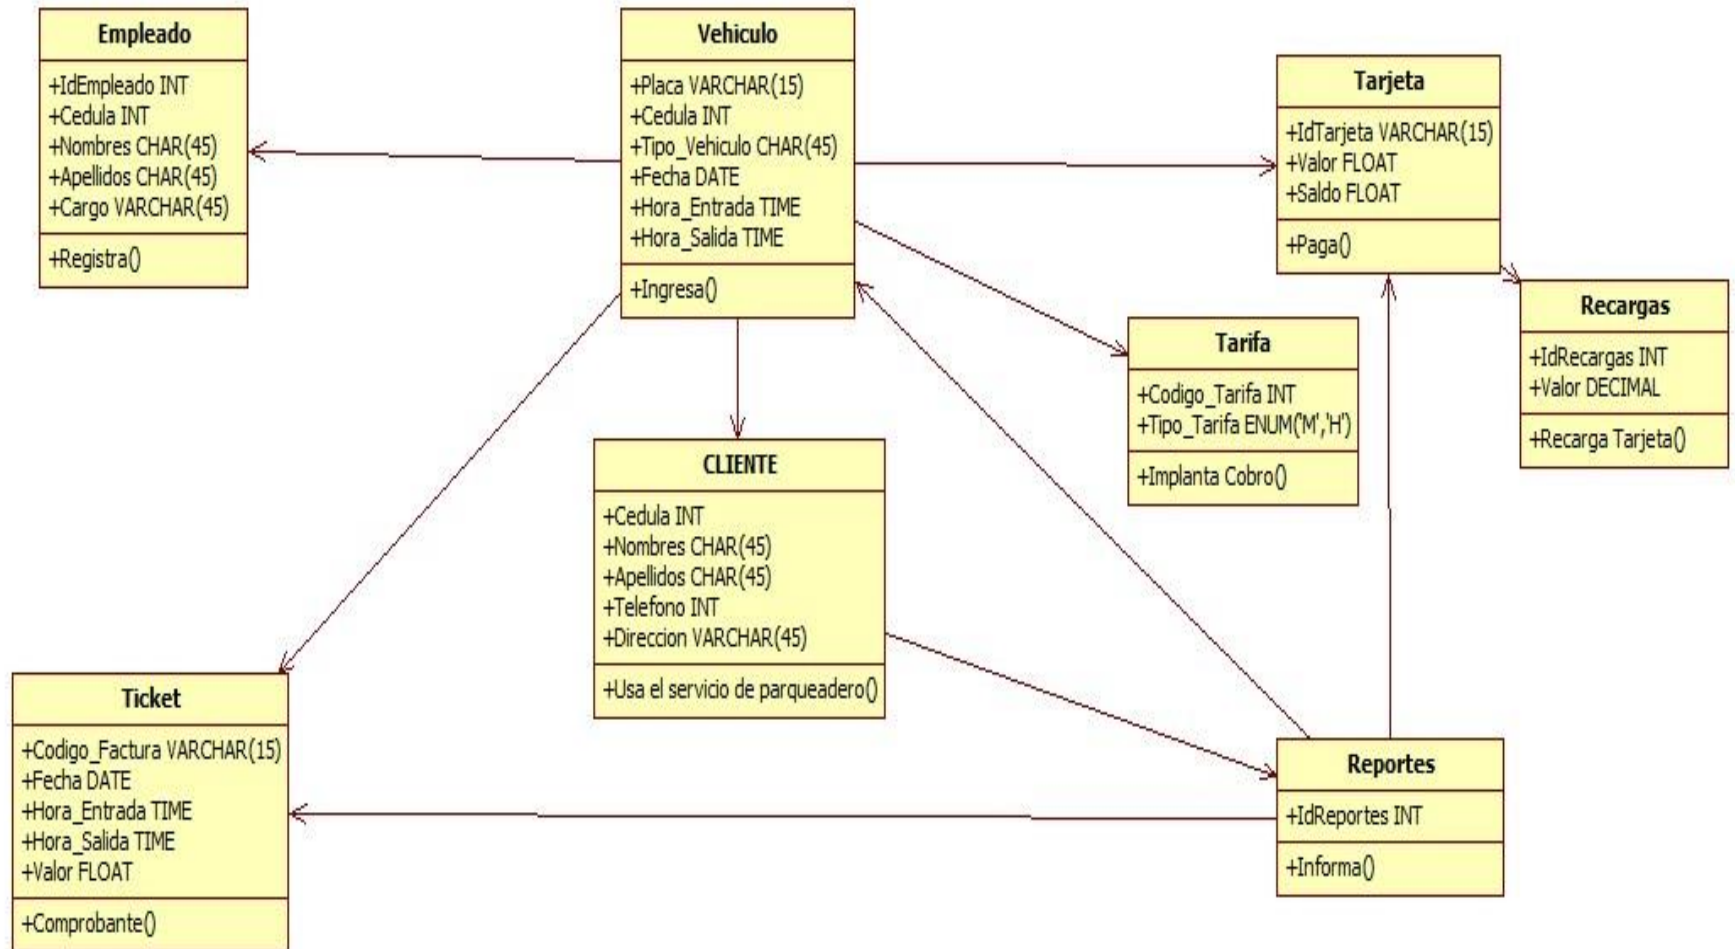 Empleado
+IdEmpleado INT
+Cedula INT
+Nombres CHAR(45)
+Apellidos CHAR(45)
+Cargo VARCHAR(45)
+Registra()
Vehiculo
+Placa VARCHAR(15)
+Cedula INT
+Tipo_Vehiculo CHAR(45)
+Fecha DATE
+Hora_Entrada TIME
+Hora_Salida TIME
+Ingresa()
Tarjeta
+IdTarjeta VARCHAR(15)
+Valor FLOAT
+Saldo FLOAT
+Paga()
Recargas
+IdRecargas INT
+Valor DECIMAL
+Recarga Tarjeta()
Tarifa
+Codigo_Tarifa INT
+Tipo_Tarifa ENUM('M','H')
+Implanta Cobro()
CLIENTE
+Cedula INT
+Nombres CHAR(45)
+Apellidos CHAR(45)
+Telefono INT
+Direccion VARCHAR(45)
+Usa el servicio de parqueadero()
Ticket
+Codigo_Factura VARCHAR(15)
+Fecha DATE
+Hora_Entrada TIME
+Hora_Salida TIME
+Valor FLOAT
+Comprobante()
Reportes
+IdReportes INT
+Informa()